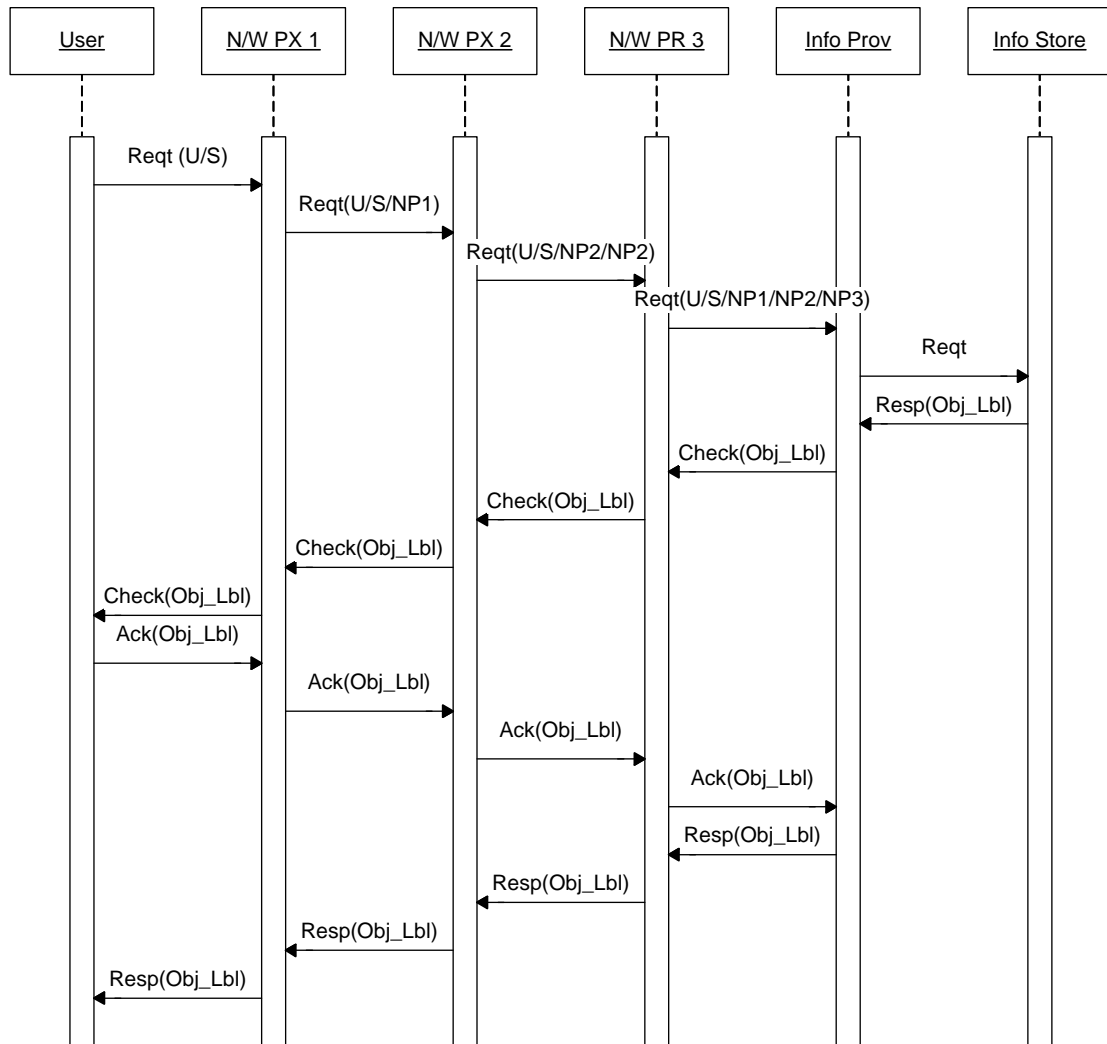 User
N/W PX 1
N/W PX 2
N/W PR 3
Info Prov
Info Store
Reqt (U/S)
Reqt(U/S/NP1)
Reqt(U/S/NP2/NP2)
Reqt(U/S/NP1/NP2/NP3)
Reqt
Resp(Obj_Lbl)
Check(Obj_Lbl)
Check(Obj_Lbl)
Check(Obj_Lbl)
Check(Obj_Lbl)
Ack(Obj_Lbl)
Ack(Obj_Lbl)
Ack(Obj_Lbl)
Ack(Obj_Lbl)
Resp(Obj_Lbl)
Resp(Obj_Lbl)
Resp(Obj_Lbl)
Resp(Obj_Lbl)